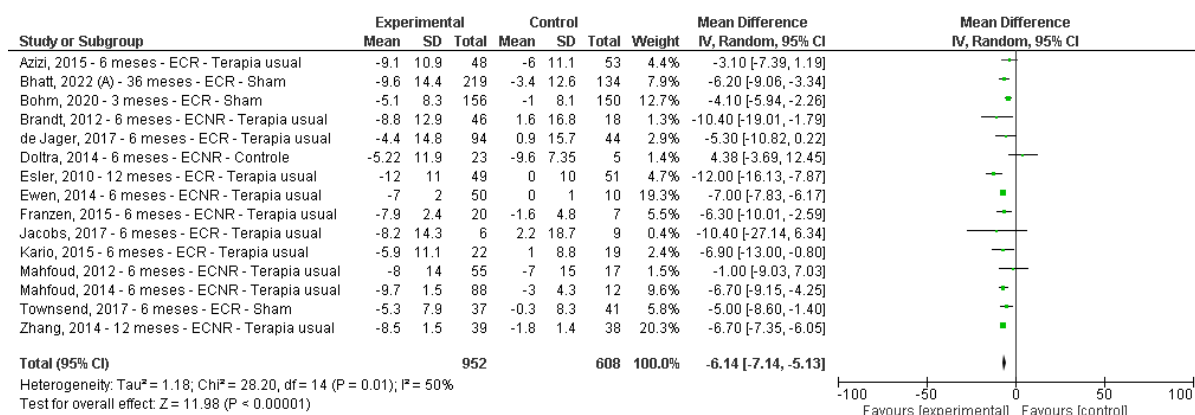 Experimental Control Mean Difference Mean Difference
Study or Subgroup Mean SD Total Mean SD Total Weight IV, Random, 95% CI IV, Random, 95% CI
Azizi, 2015 - 6 meses - ECR - Terapia usual -9.1 10.9 48 -6 11.1 53 4.4% -3.10 [-7.39, 1.19]
Bhatt, 2022 (A) - 36 meses - ECR - Sham -9.6 14.4 219 -3.4 12.6 134 7.9% -6.20 [-9.06, -3.34]
Bohm, 2020 - 3 meses - ECR - Sham -5.1 8.3 156 -1 8.1 150 12.7% -4.10 [-5.94, -2.26]
Brandt, 2012 - 6 meses - ECNR - Terapia usual -8.8 12.9 46 1.6 16.8 18 1.3% -10.40 [-19.01, -1.79]
de Jager, 2017 - 6 meses - ECR - Terapia usual -4.4 14.8 94 0.9 15.7 44 2.9% -5.30 [-10.82, 0.22]
Doltra, 2014 - 6 meses - ECNR - Controle -5.22 11.9 23 -9.6 7.35 5 1.4% 4.38 [-3.69, 12.45]
Esler, 2010 - 12 meses - ECR - Terapia usual -12 11 49 0 10 51 4.7% -12.00 [-16.13, -7.87]
Ewen, 2014 - 6 meses - ECNR - Terapia usual -7 2 50 0 1 10 19.3% -7.00 [-7.83, -6.17]
Franzen, 2015 - 6 meses - ECNR - Terapia usual -7.9 2.4 20 -1.6 4.8 7 5.5% -6.30 [-10.01, -2.59]
Jacobs, 2017 - 6 meses - ECR - Terapia usual -8.2 14.3 6 2.2 18.7 9 0.4% -10.40 [-27.14, 6.34]
Kario, 2015 - 6 meses - ECR - Terapia usual -5.9 11.1 22 1 8.8 19 2.4% -6.90 [-13.00, -0.80]
Mahfoud, 2012 - 6 meses - ECNR - Terapia usual -8 14 55 -7 15 17 1.5% -1.00 [-9.03, 7.03]
Mahfoud, 2014 - 6 meses - ECNR - Terapia usual -9.7 1.5 88 -3 4.3 12 9.6% -6.70 [-9.15, -4.25]
Townsend, 2017 - 6 meses - ECR - Sham -5.3 7.9 37 -0.3 8.3 41 5.8% -5.00 [-8.60, -1.40]
Zhang, 2014 - 12 meses - ECNR - Terapia usual -8.5 1.5 39 -1.8 1.4 38 20.3% -6.70 [-7.35, -6.05]
Total (95% CI) 952 608 100.0% -6.14 [-7.14, -5.13]
Heterogeneity: Tau² = 1.18; Chi² = 28.20, df = 14 (P = 0.01); I² = 50%
Test for overall effect: Z = 11.98 (P < 0.00001)
-100 -50 0 50 100
Favours [experimental] Favours [control]